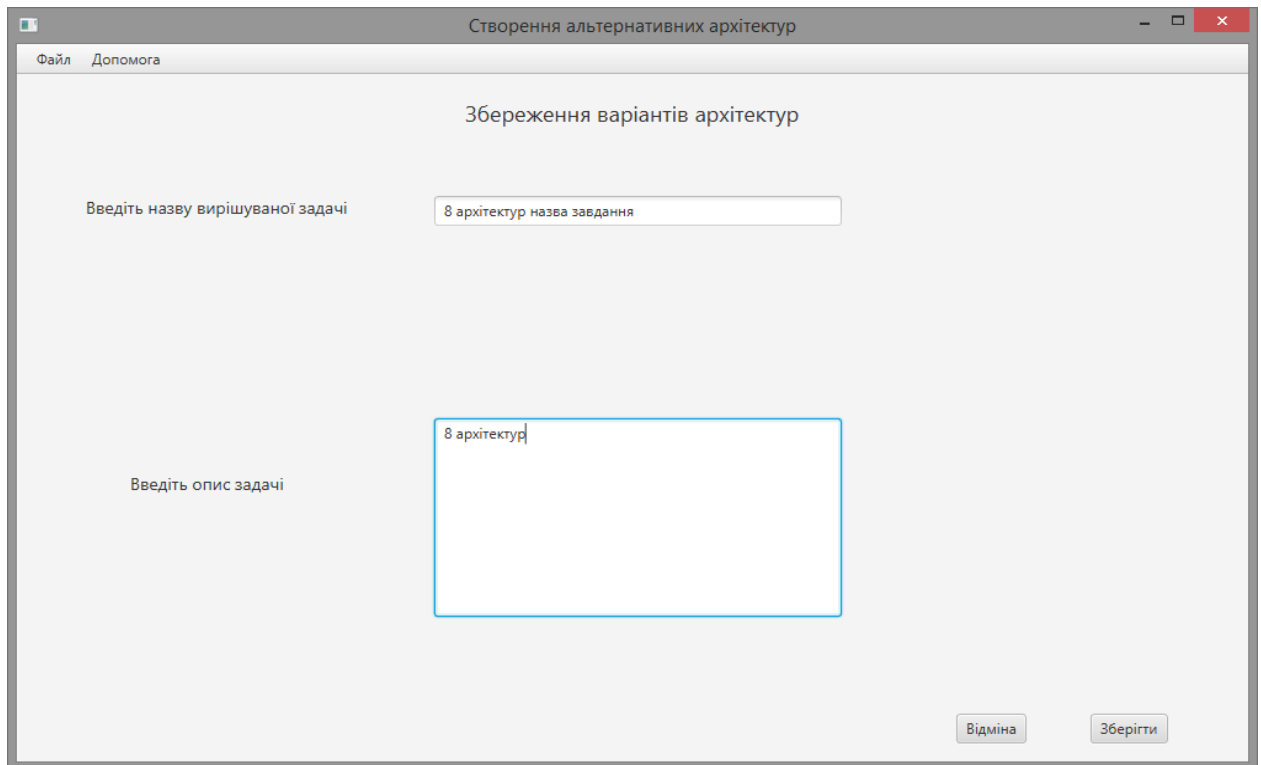 Створення альтернативних архітектур
Файл Допомога
Збереження варіантів архітектур
Введіть назву вирішуваної задачі
8 архітектур назва завдання
8 архітектур
Введіть опис задачі
Відміна Зберігти